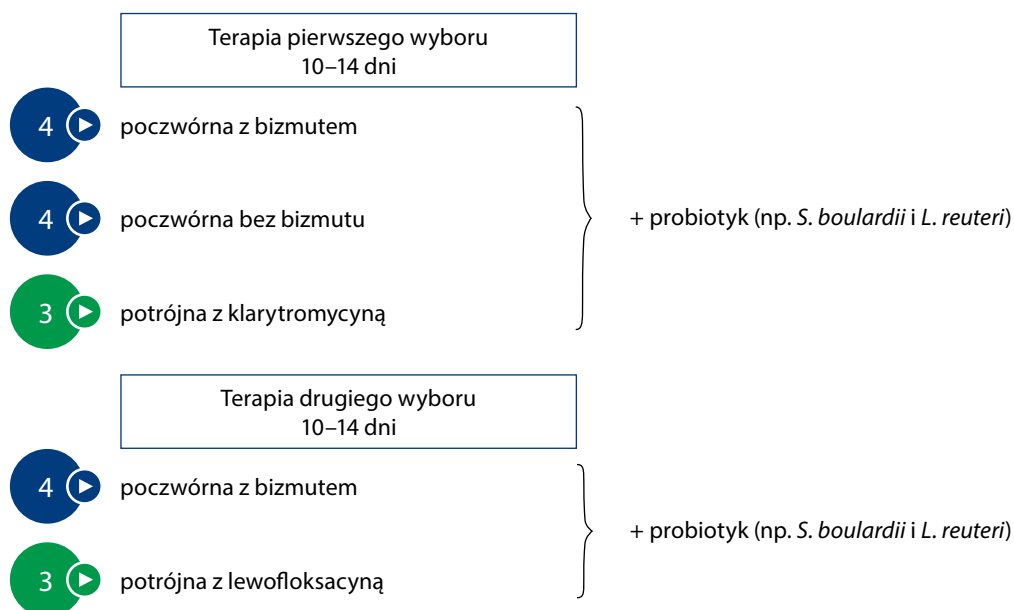 Terapia pierwszego wyboru
10–14 dni
4 poczwórna z bizmutem
4 poczwórna bez bizmutu
+ probiotyk (np. S. boulardii i L. reuteri)
3 potrójna z klarytromycyną
Terapia drugiego wyboru
10–14 dni
4 poczwórna z bizmutem
+ probiotyk (np. S. boulardii i L. reuteri)
3 potrójna z lewofloksacyną